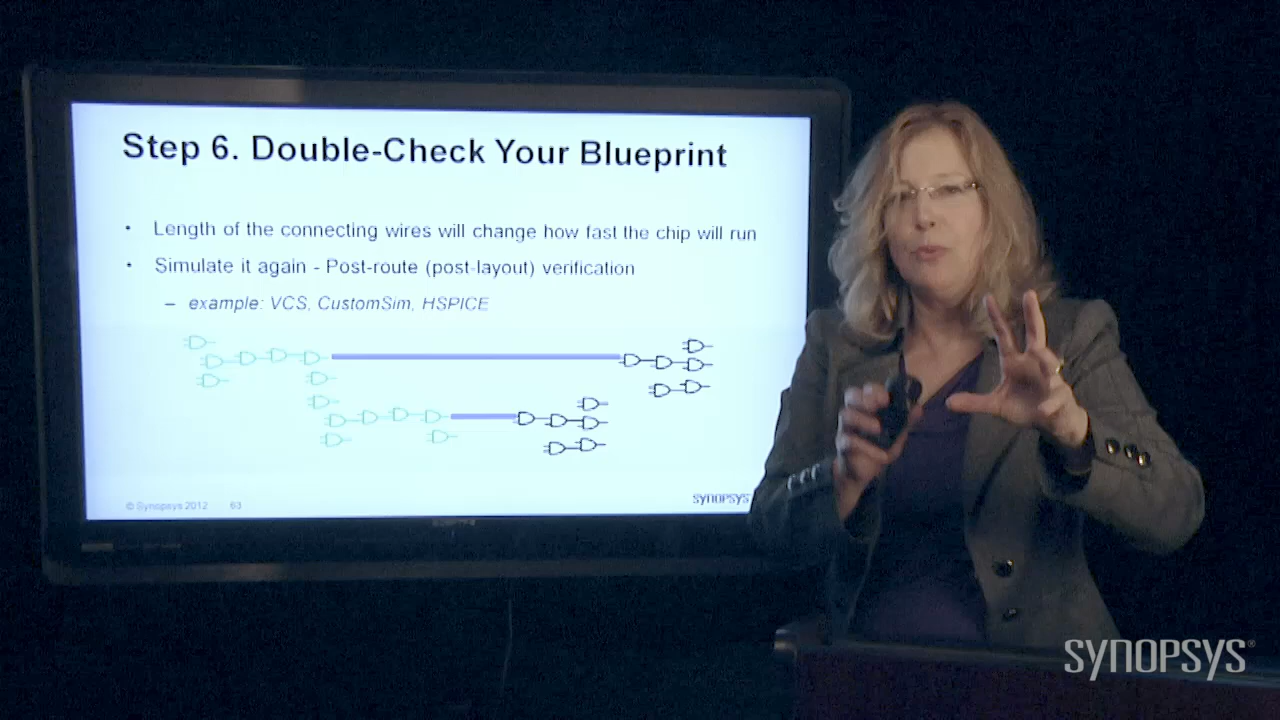 Step 6. Double-Check Your Blueprint
• Length of the connecting wires will change how fast the chip will run
• Simulate it again - Post-route (post-layout) verification
– example: VCS, CustomSim, HSPICE
© Synopsys 2012 63
SYNOPSYS
SYNOPSYS®